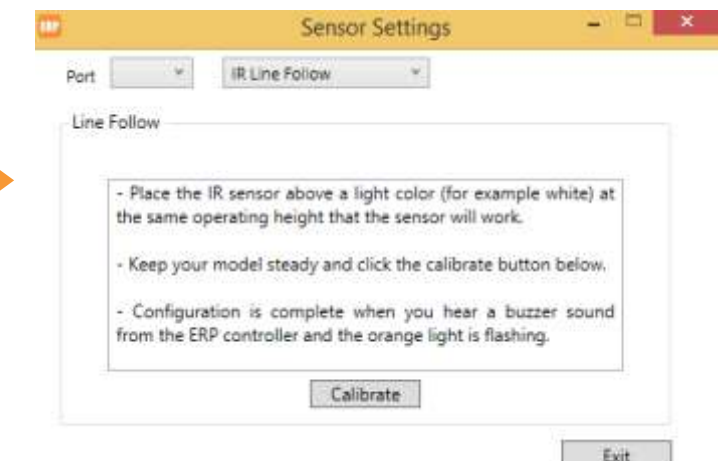 ERP
Sensor Settings
Port
IR Line Follow
Line Follow
- Place the IR sensor above a light color (for example white) at
the same operating height that the sensor will work.
- Keep your model steady and click the calibrate button below.
- Configuration is complete when you hear a buzzer sound
from the ERP controller and the orange light is flashing.
Calibrate
Exit